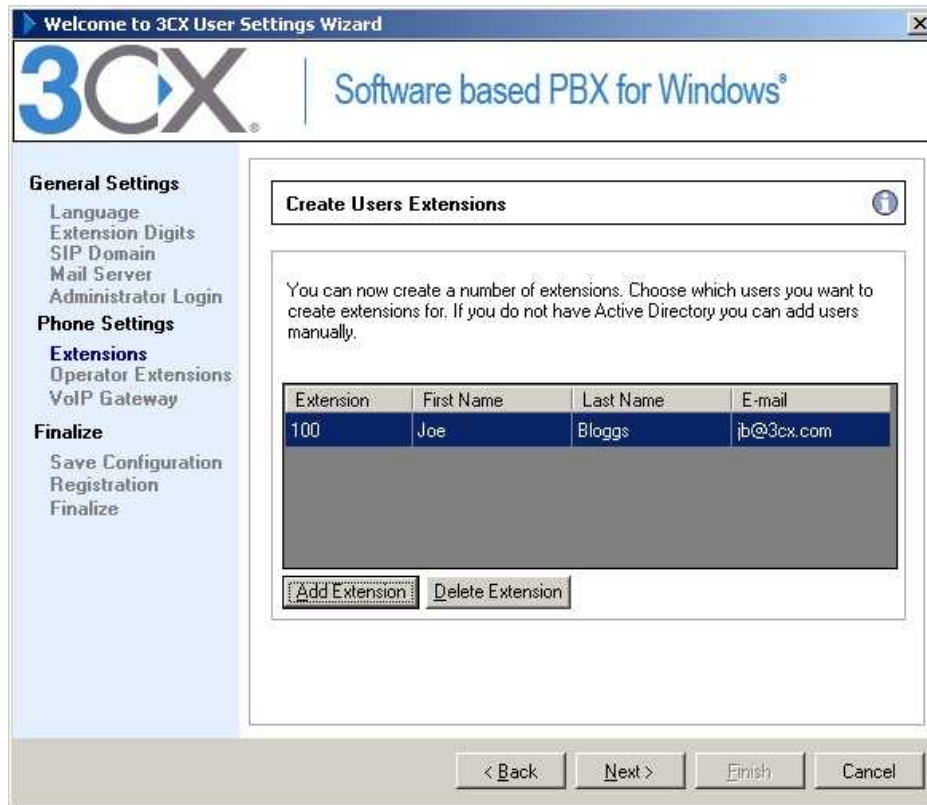 Welcome to 3CX User Settings Wizard
3CX®
Software based PBX for Windows®
General Settings
Language
Extension Digits
SIP Domain
Mail Server
Administrator Login
Phone Settings
Extensions
Operator Extensions
VoIP Gateway
Finalize
Save Configuration
Registration
Finalize
Create Users Extensions
You can now create a number of extensions. Choose which users you want to
create extensions for. If you do not have Active Directory you can add users
manually.
Extension First Name Last Name E-mail
100 Joe Bloggs jb@3cx.com
Add Extension Delete Extension
< Back Next > Finish Cancel